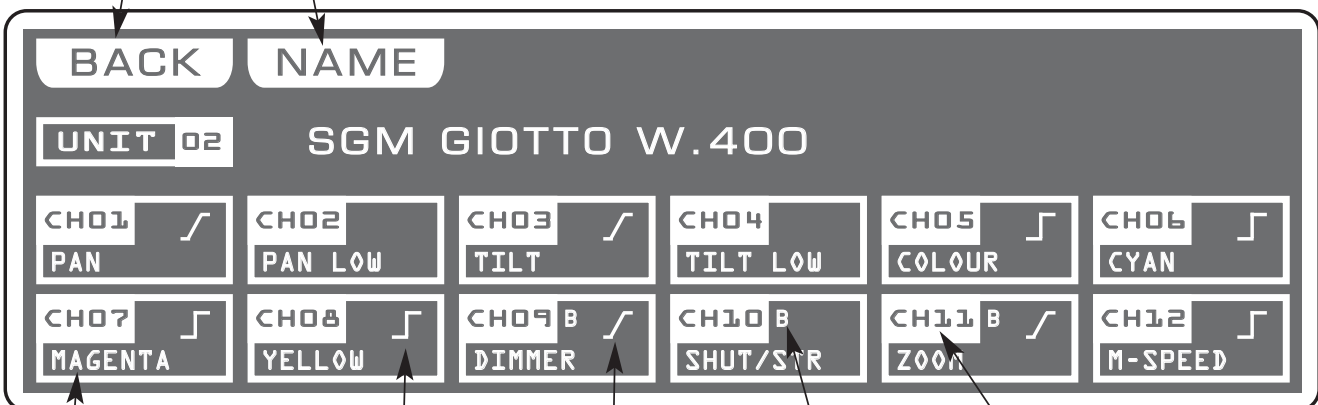 BACK NAME
UNIT 02 SGM GIOTTO W.400
CH01 CH02 CH03 CH04 CH05 CH06
PAN PAN LOW TILT TILT LOW COLOUR CYAN
CH07 CH08 CH09 B CH10 B CH11 B CH12
MAGENTA YELLOW DIMMER SHUT/STR ZOOM M-SPEED